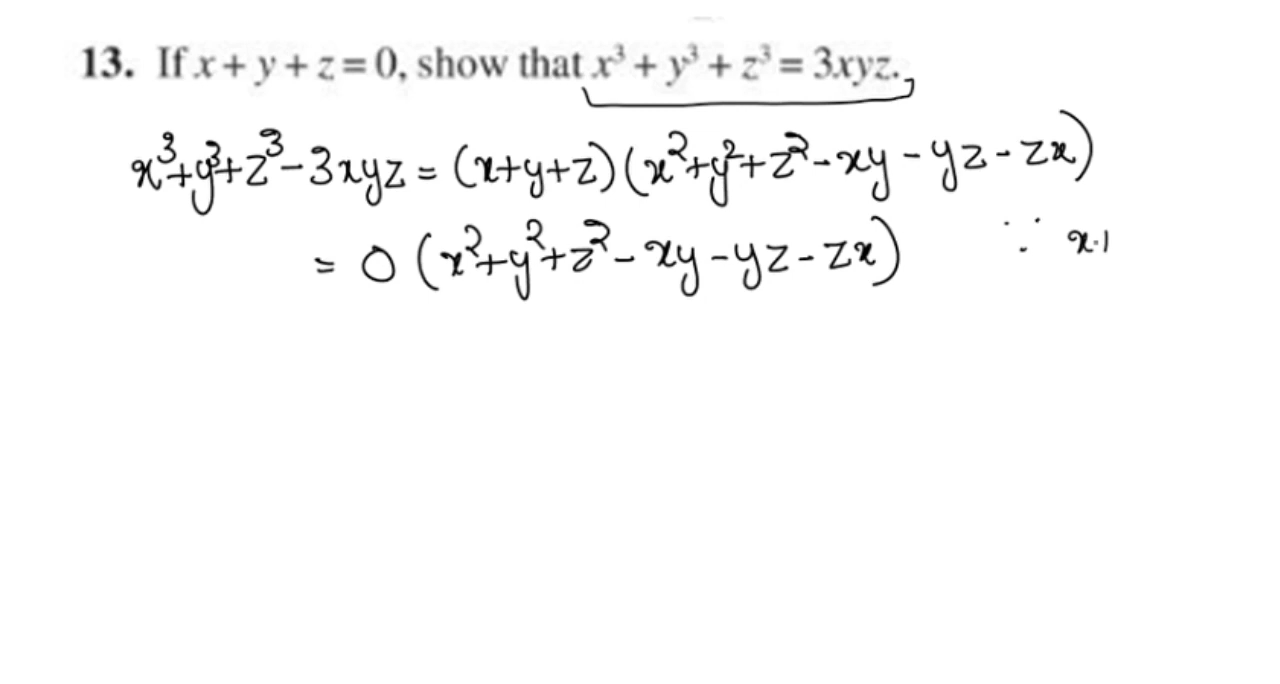 13. If x + y + z = 0, show that x³ + y³ + z³ = 3xyz.
x³+y³+z³-3xyz = (x+y+z)(x²+y²+z²-xy-yz-zx)
= 0 (x²+y²+z²-xy-yz-zx) ∵ x